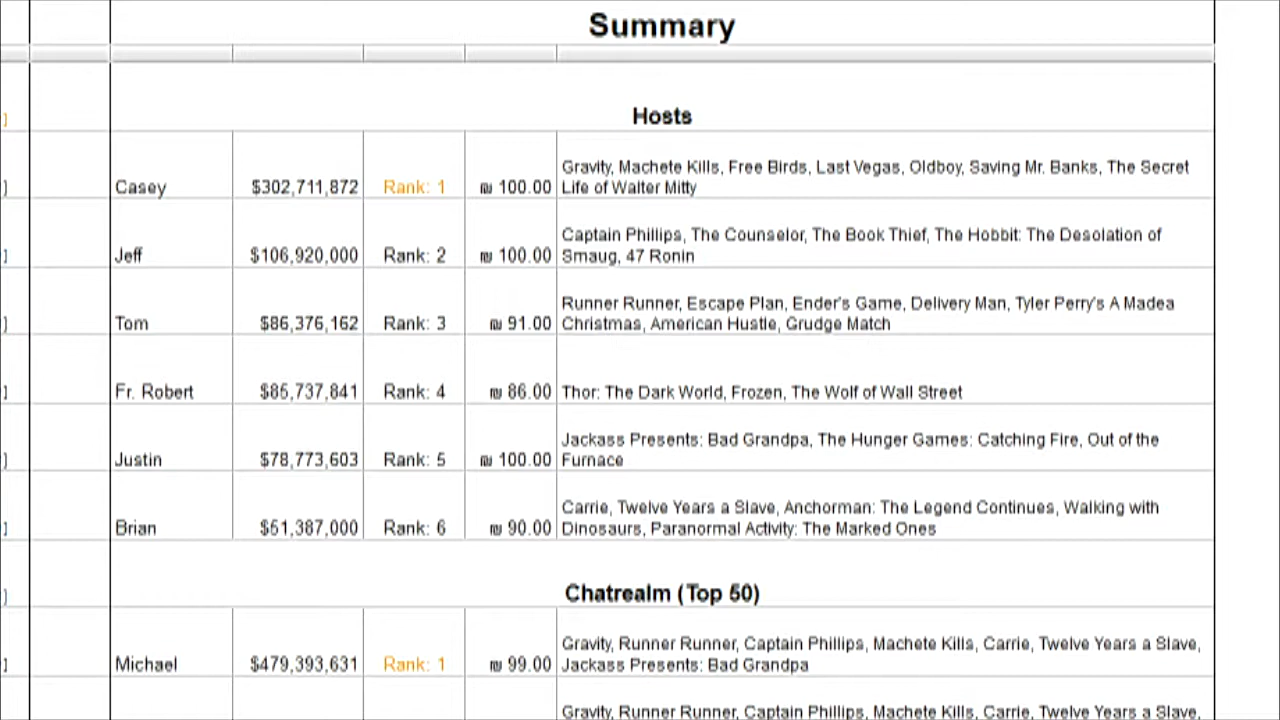 Summary
Hosts
Casey $302,711,872 Rank: 1 ₪ 100.00 Gravity, Machete Kills, Free Birds, Last Vegas, Oldboy, Saving Mr. Banks, The Secret
Life of Walter Mitty
Jeff $106,920,000 Rank: 2 ₪ 100.00 Captain Phillips, The Counselor, The Book Thief, The Hobbit: The Desolation of
Smaug, 47 Ronin
Tom $86,376,162 Rank: 3 ₪ 91.00 Runner Runner, Escape Plan, Ender's Game, Delivery Man, Tyler Perry's A Madea
Christmas, American Hustle, Grudge Match
Fr. Robert $85,737,841 Rank: 4 ₪ 86.00 Thor: The Dark World, Frozen, The Wolf of Wall Street
Justin $78,773,603 Rank: 5 ₪ 100.00 Jackass Presents: Bad Grandpa, The Hunger Games: Catching Fire, Out of the
Furnace
Brian $51,387,000 Rank: 6 ₪ 90.00 Carrie, Twelve Years a Slave, Anchorman: The Legend Continues, Walking with
Dinosaurs, Paranormal Activity: The Marked Ones
Chatrealm (Top 50)
Michael $479,393,631 Rank: 1 ₪ 99.00 Gravity, Runner Runner, Captain Phillips, Machete Kills, Carrie, Twelve Years a Slave,
Jackass Presents: Bad Grandpa
Gravity, Runner Runner, Captain Phillips, Machete Kills, Carrie, Twelve Years a Slave,